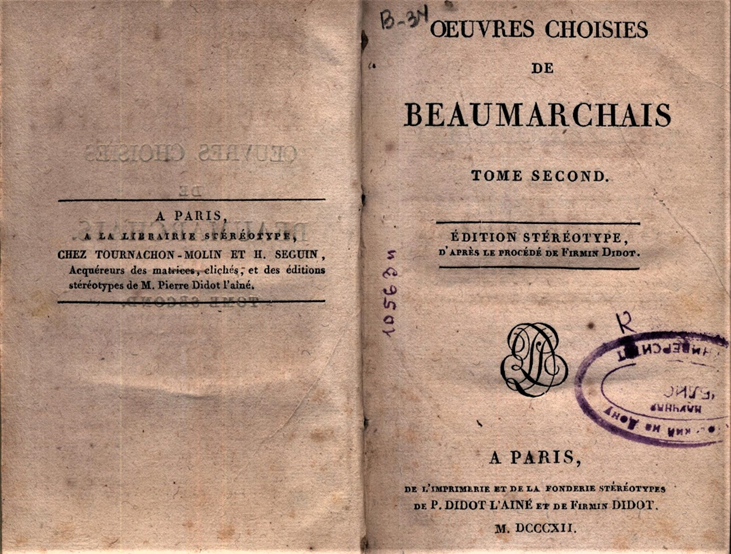 A PARIS,
A LA LIBRAIRIE STÉRÉOTYPE,
CHEZ TOURNACHON-MOLIN ET H. SEGUIN,
Acquéreurs des matrices, clichés, et des éditions
stéréotypes de M. Pierre Didot l'aîné.
B-34
OEUVRES CHOISIES
DE
BEAUMARCHAIS
TOME SECOND.
ÉDITION STÉRÉOTYPE,
D'APRÈS LE PROCÉDÉ DE FIRMIN DIDOT.
A PARIS,
DE L'IMPRIMERIE ET DE LA FONDERIE STÉRÉOTYPES
DE P. DIDOT L'AINÉ ET DE FIRMIN DIDOT.
M. DCCCXII.